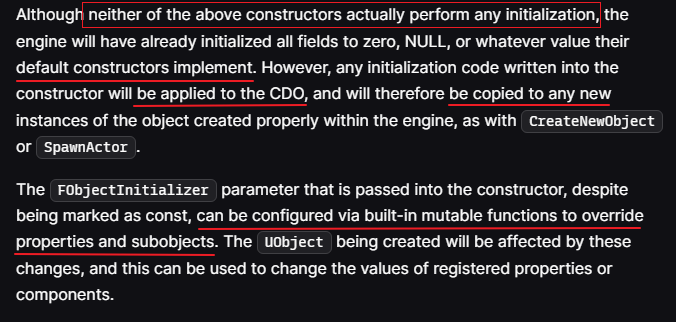 Although neither of the above constructors actually perform any initialization, the
engine will have already initialized all fields to zero, NULL, or whatever value their
default constructors implement. However, any initialization code written into the
constructor will be applied to the CDO, and will therefore be copied to any new
instances of the object created properly within the engine, as with CreateNewObject
or SpawnActor.
The FObjectInitializer parameter that is passed into the constructor, despite
being marked as const, can be configured via built-in mutable functions to override
properties and subobjects. The UObject being created will be affected by these
changes, and this can be used to change the values of registered properties or
components.